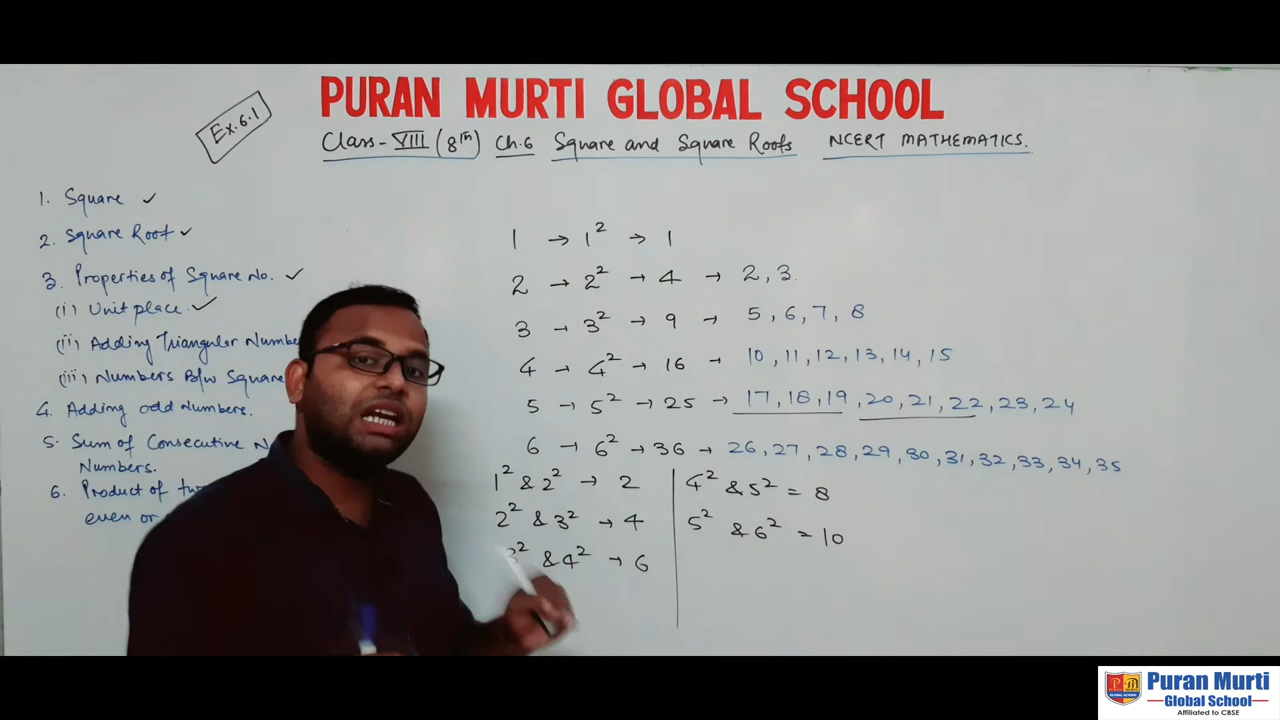 PURAN MURTI GLOBAL SCHOOL
Ex.6.1
Class-VIII (8th) Ch.6 Square and Square Roots NCERT MATHEMATICS.
1. Square ✓
2. Square Root ✓
3. Properties of Square No. ✓
(i) Unit place ✓
(ii) Adding Triangular Numbe
(iii) Numbers B/w Square
4. Adding odd Numbers.
5. Sum of Consecutive N
Numbers.
6. Product of tw
even or
1 → 1² → 1
2 → 2² → 4 → 2, 3.
3 → 3² → 9 → 5, 6, 7, 8
4 → 4² → 16 → 10, 11, 12, 13, 14, 15
5 → 5² → 25 → 17, 18, 19, 20, 21, 22, 23, 24
6 → 6² → 36 → 26, 27, 28, 29, 30, 31, 32, 33, 34, 35
1² & 2² → 2
2² & 3² → 4
3² & 4² → 6
4² & 5² = 8
5² & 6² = 10
Puran Murti
Global School
Affiliated to CBSE